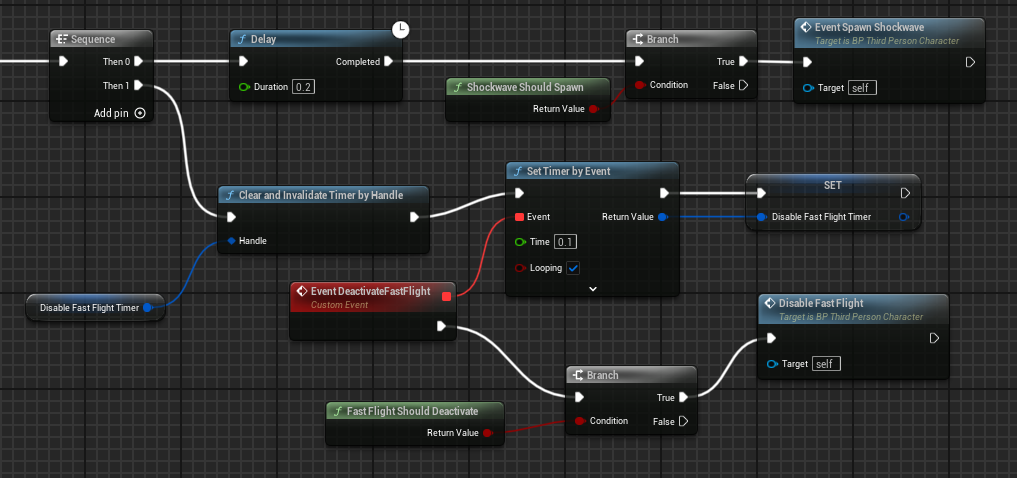 Sequence
Then 0
Then 1
Add pin
Delay
Completed
Duration 0.2
Shockwave Should Spawn
Return Value
Branch
True
Condition
False
Event Spawn Shockwave
Target is BP Third Person Character
Target self
Clear and Invalidate Timer by Handle
Handle
Disable Fast Flight Timer
Set Timer by Event
Event
Return Value
Time 0.1
Looping
SET
Disable Fast Flight Timer
Event DeactivateFastFlight
Custom Event
Fast Flight Should Deactivate
Return Value
Branch
True
Condition
False
Disable Fast Flight
Target is BP Third Person Character
Target self